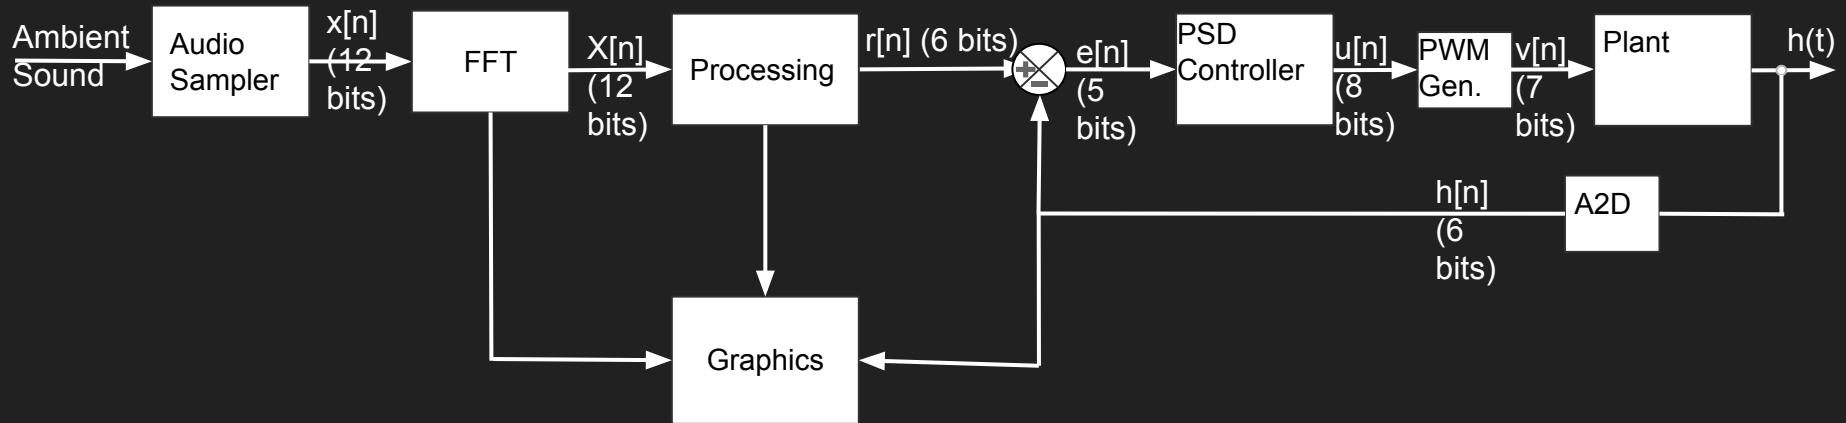 Ambient
Sound
Audio
Sampler
x[n]
(12
bits)
FFT
X[n]
(12
bits)
Processing
r[n] (6 bits)
e[n]
(5
bits)
PSD
Controller
u[n]
(8
bits)
PWM
Gen.
v[n]
(7
bits)
Plant
h(t)
h[n]
(6
bits)
A2D
Graphics